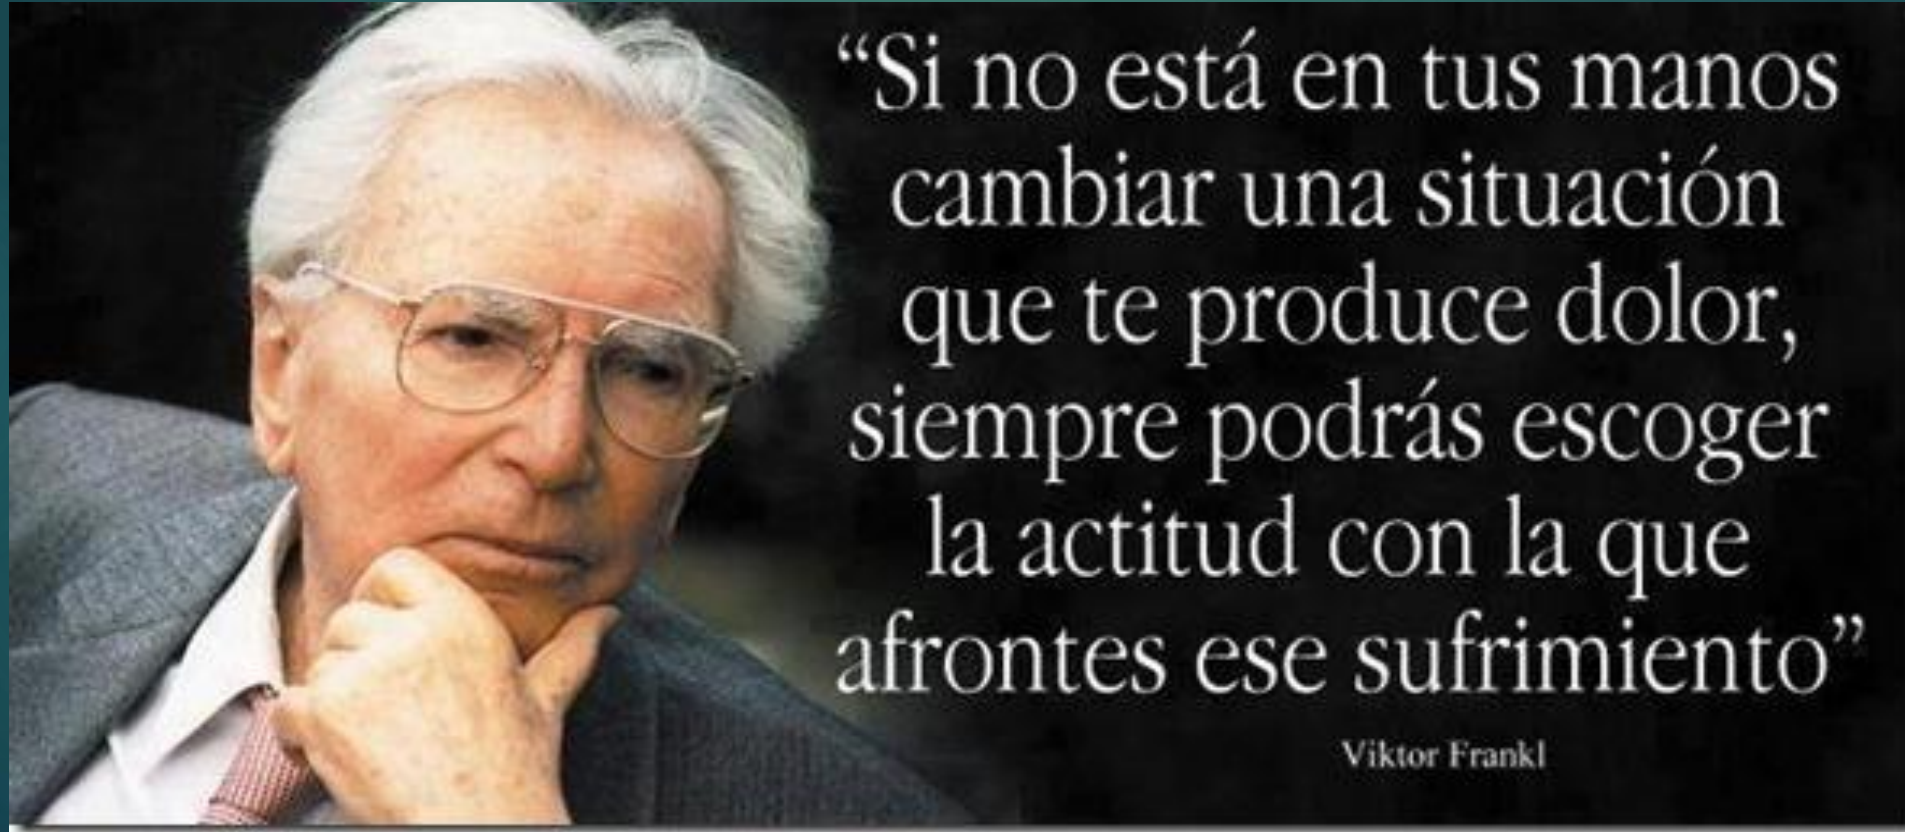 “Si no está en tus manos
cambiar una situación
que te produce dolor,
siempre podrás escoger
la actitud con la que
afrontes ese sufrimiento”
Viktor Frankl